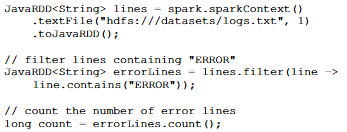 JavaRDD<String> lines = spark.sparkContext()
.textFile("hdfs:///datasets/logs.txt", 1)
.toJavaRDD();
// filter lines containing "ERROR"
JavaRDD<String> errorLines = lines.filter(line ->
line.contains("ERROR"));
// count the number of error lines
long count = errorLines.count();